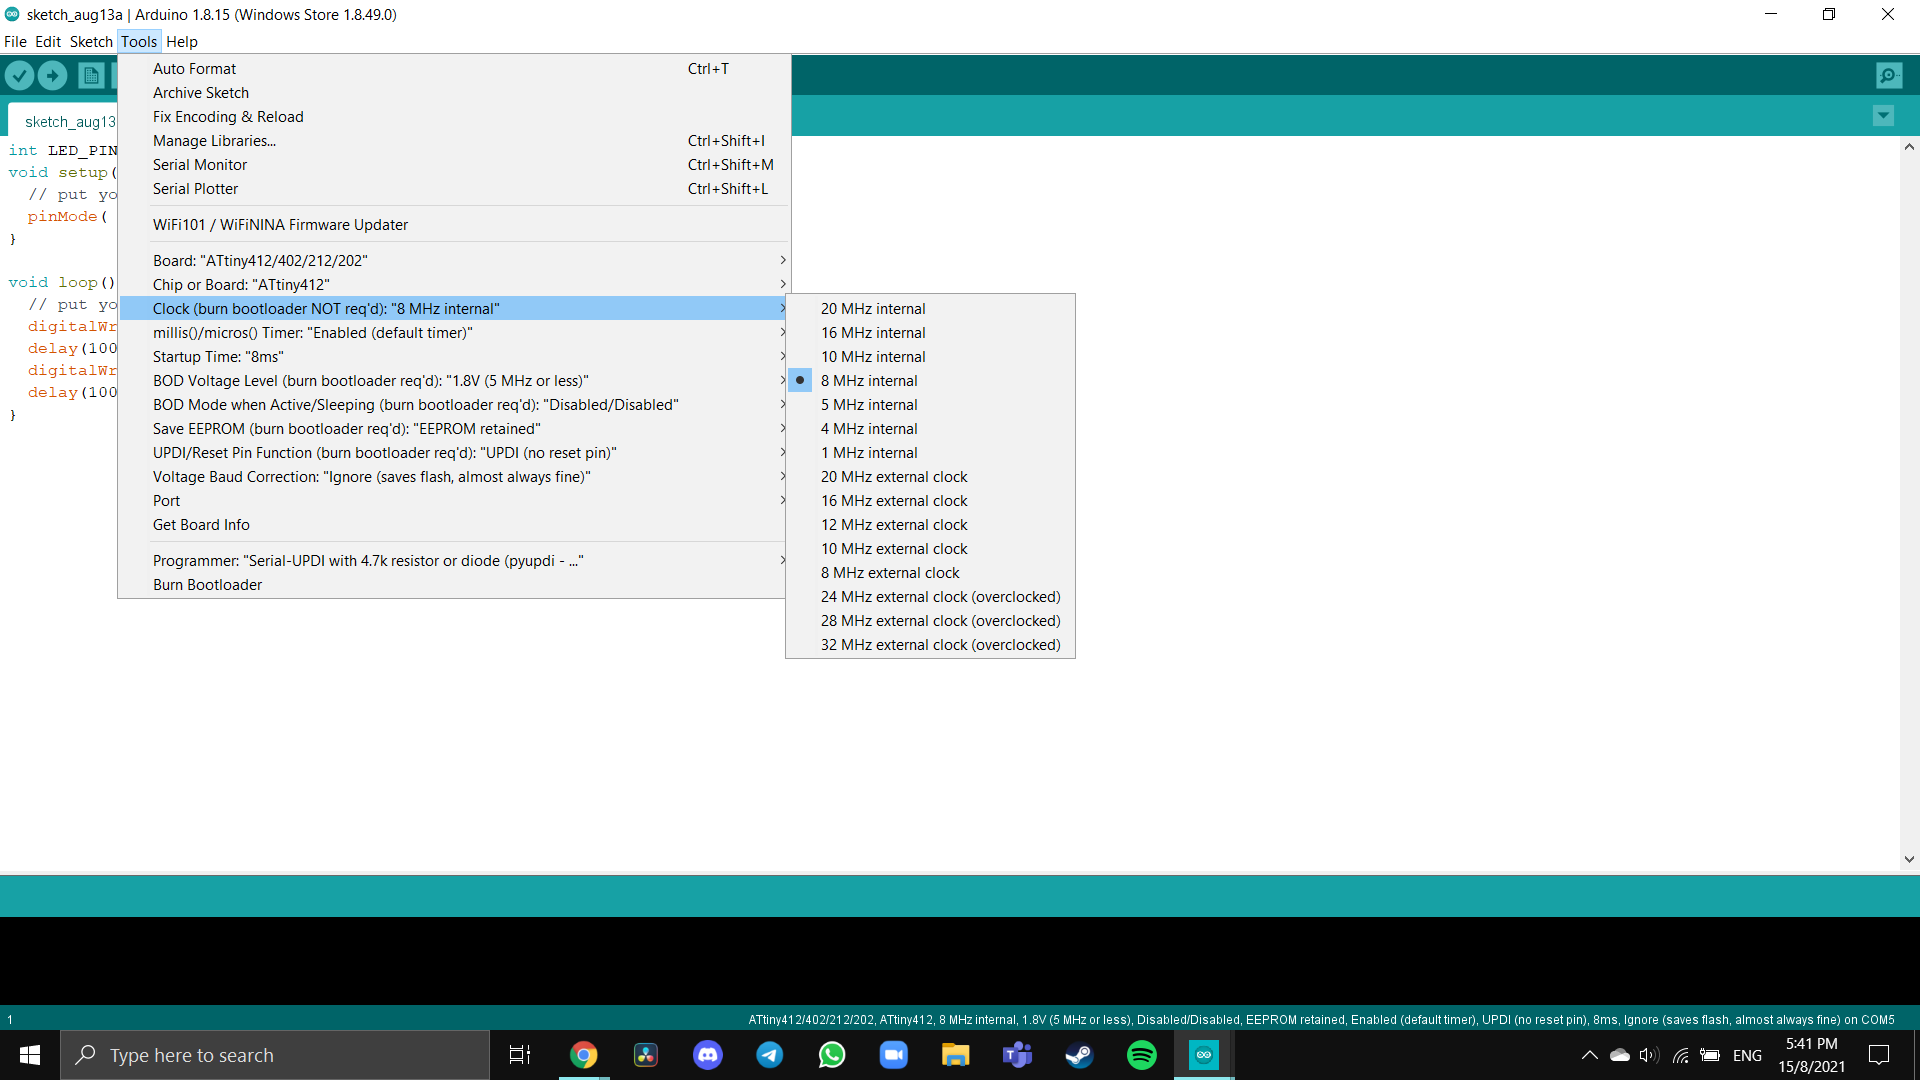 sketch_aug13a | Arduino 1.8.15 (Windows Store 1.8.49.0)
File Edit Sketch Tools Help
sketch_aug13
int LED_PIN
void setup(
// put yo
pinMode(
}
void loop()
// put yo
digitalWr
delay(100
digitalWr
delay(100
}
Auto Format Ctrl+T
Archive Sketch
Fix Encoding & Reload
Manage Libraries... Ctrl+Shift+I
Serial Monitor Ctrl+Shift+M
Serial Plotter Ctrl+Shift+L
WiFi101 / WiFiNINA Firmware Updater
Board: "ATtiny412/402/212/202"
Chip or Board: "ATtiny412"
Clock (burn bootloader NOT req'd): "8 MHz internal"
millis()/micros() Timer: "Enabled (default timer)"
Startup Time: "8ms"
BOD Voltage Level (burn bootloader req'd): "1.8V (5 MHz or less)"
BOD Mode when Active/Sleeping (burn bootloader req'd): "Disabled/Disabled"
Save EEPROM (burn bootloader req'd): "EEPROM retained"
UPDI/Reset Pin Function (burn bootloader req'd): "UPDI (no reset pin)"
Voltage Baud Correction: "Ignore (saves flash, almost always fine)"
Port
Get Board Info
Programmer: "Serial-UPDI with 4.7k resistor or diode (pyupdi - ..."
Burn Bootloader
20 MHz internal
16 MHz internal
10 MHz internal
8 MHz internal
5 MHz internal
4 MHz internal
1 MHz internal
20 MHz external clock
16 MHz external clock
12 MHz external clock
10 MHz external clock
8 MHz external clock
24 MHz external clock (overclocked)
28 MHz external clock (overclocked)
32 MHz external clock (overclocked)
1 ATtiny412/402/212/202, ATtiny412, 8 MHz internal, 1.8V (5 MHz or less), Disabled/Disabled, EEPROM retained, Enabled (default timer), UPDI (no reset pin), 8ms, Ignore (saves flash, almost always fine) on COM5
Type here to search
ENG
5:41 PM
15/8/2021